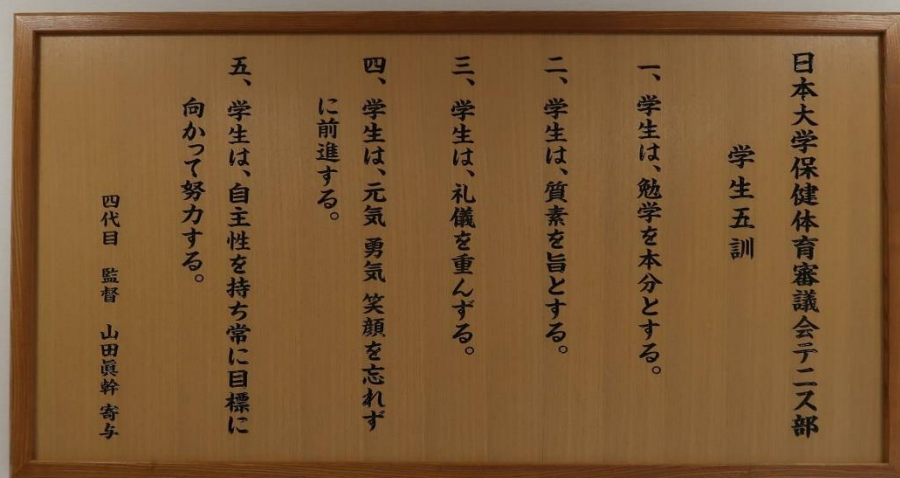 日本大学保健体育審議会テニス部
学生五訓
一、学生は、勉学を本分とする。
二、学生は、質素を旨とする。
三、学生は、礼儀を重んずる。
四、学生は、元気 勇気 笑顔を忘れず
に前進する。
五、学生は、自主性を持ち常に目標に
向かって努力する。
四代目 監督 山田眞幹 寄与